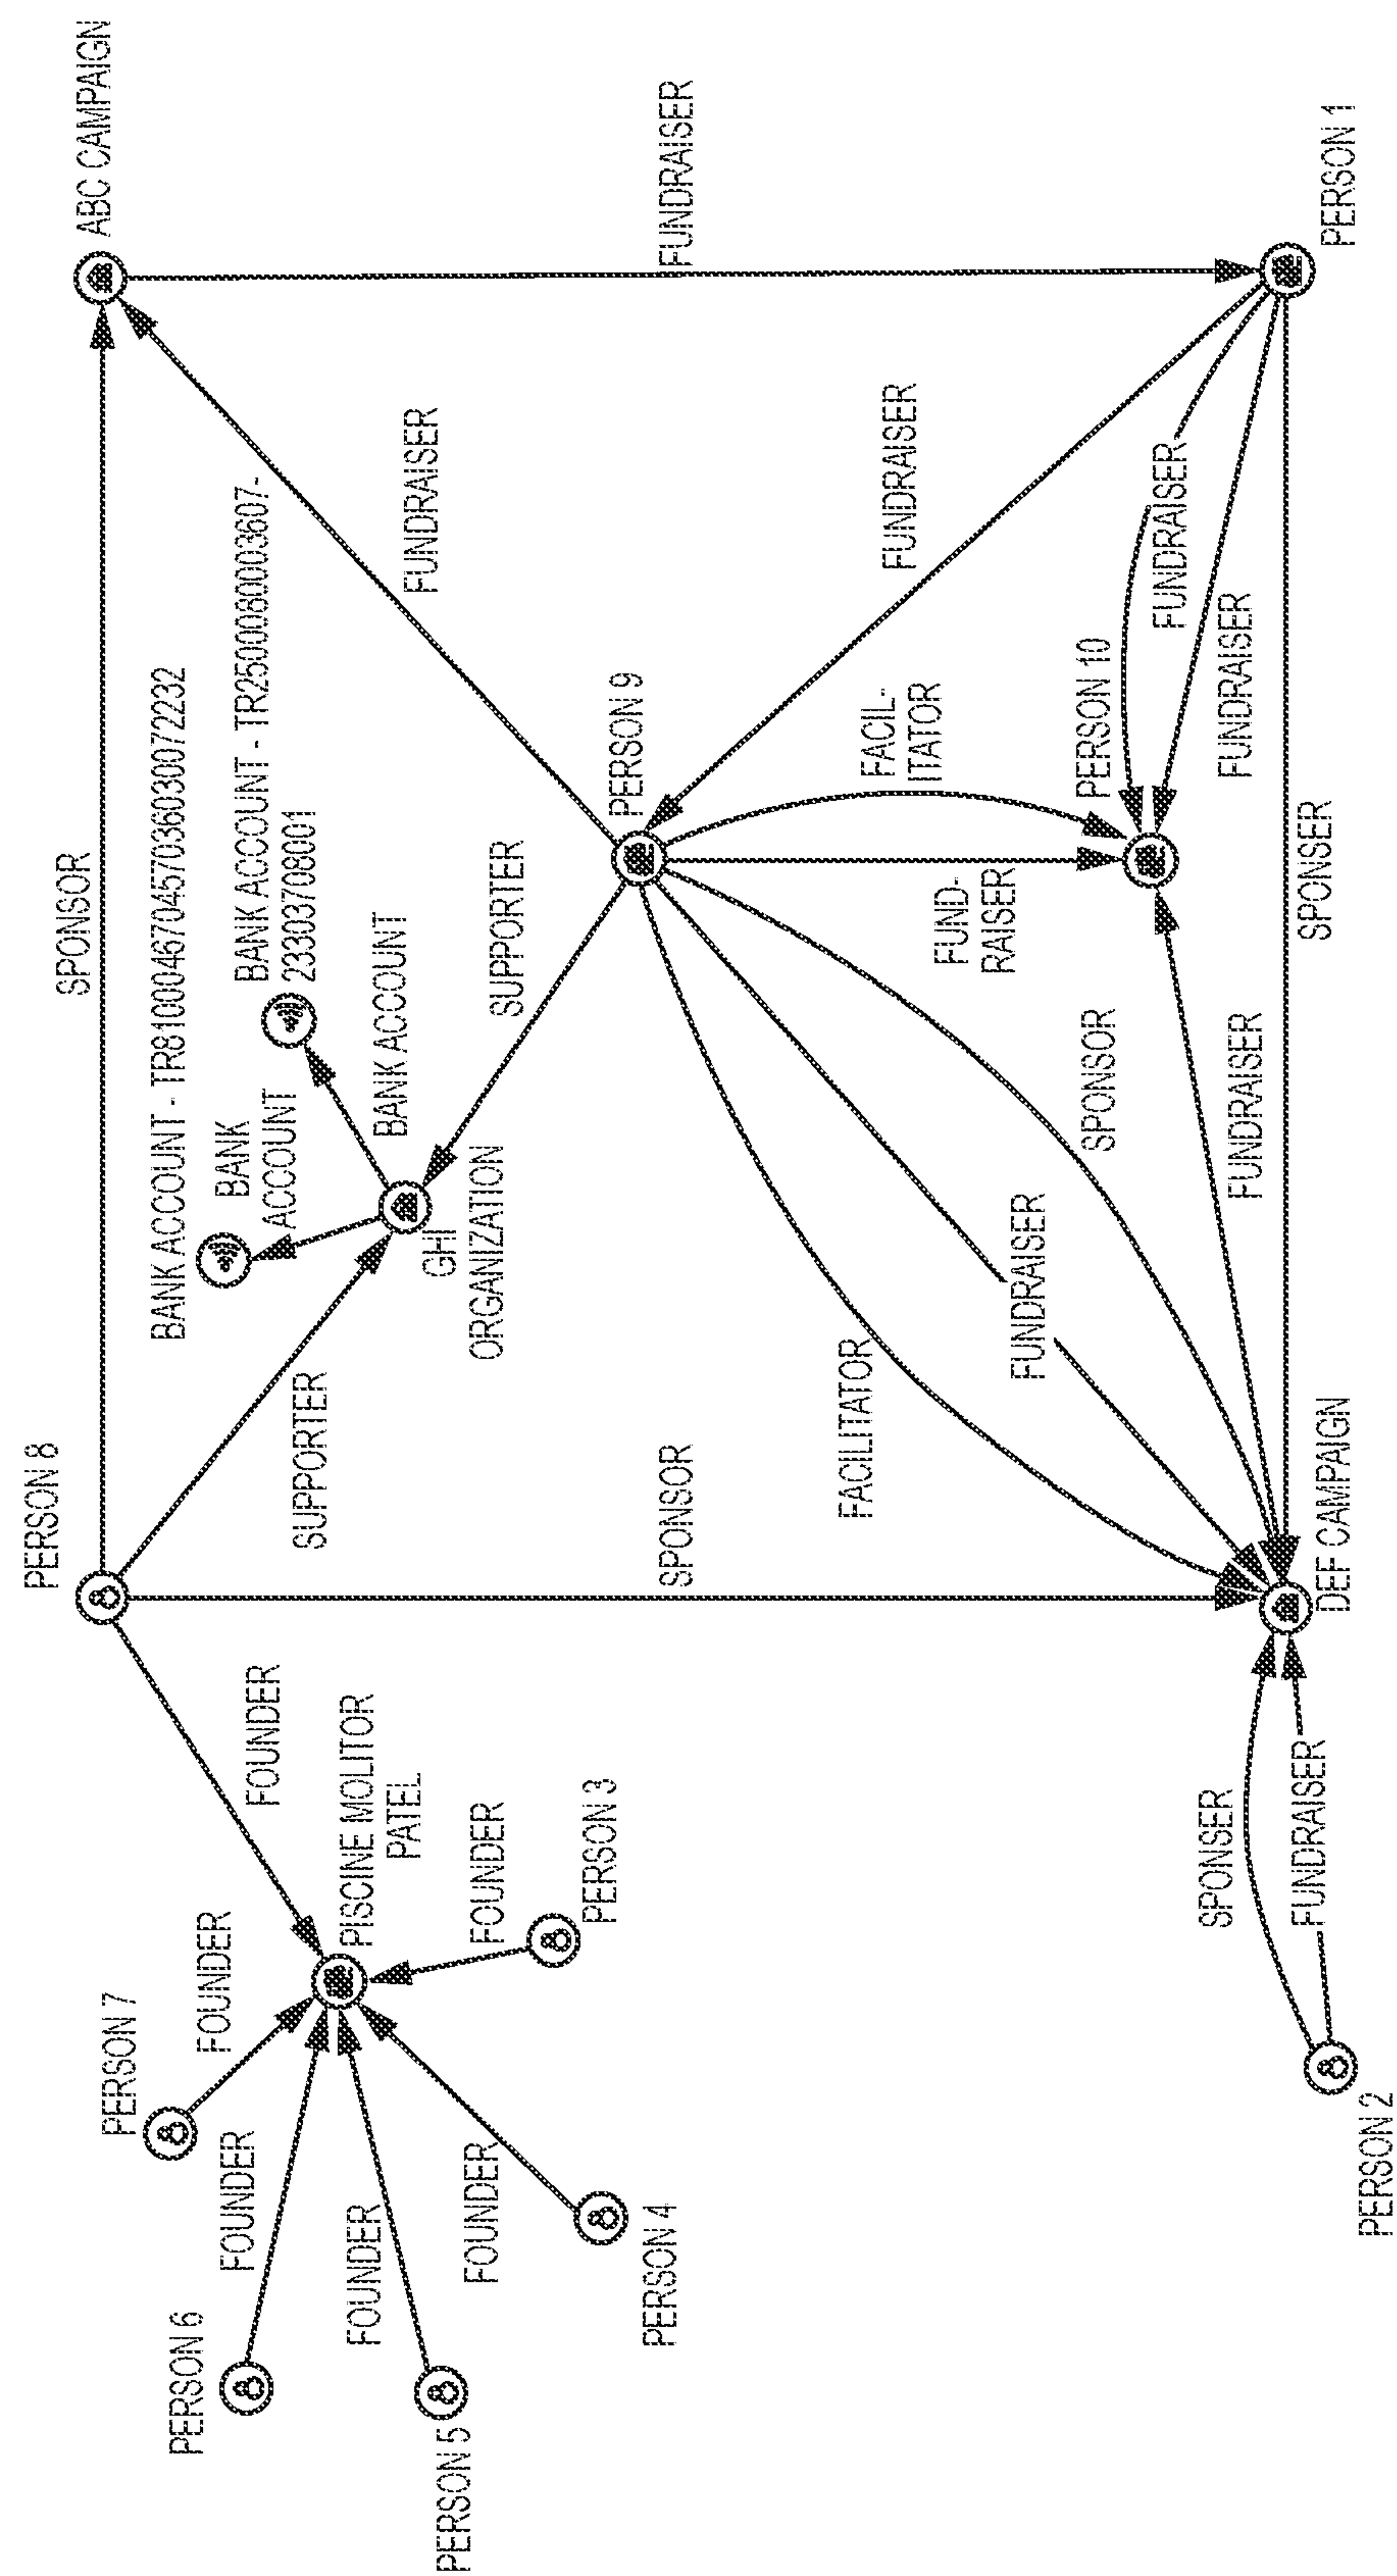 PERSON 8
SPONSOR
ABC CAMPAIGN
PERSON 7
FOUNDER
FOUNDER
SUPPORTER
BANK ACCOUNT - TR810004670457036030072232
BANK
ACCOUNT
BANK ACCOUNT - TR2500080003607-
23303708001
BANK ACCOUNT
FUNDRAISER
PERSON 6
FOUNDER
PISCINE MOLITOR
PATEL
GHI
ORGANIZATION
SUPPORTER
FOUNDER
FOUNDER
FOUNDER
PERSON 5
PERSON 4
PERSON 3
SPONSOR
PERSON 9
FUNDRAISER
FACILITATOR
FACIL-
ITATOR
FUNDRAISER
FUNDRAISER
FUND-
RAISER
SPONSOR
PERSON 10
FUNDRAISER
SPONSER
FUNDRAISER
FUNDRAISER
FUNDRAISER
PERSON 2
DEF CAMPAIGN
SPONSER
PERSON 1